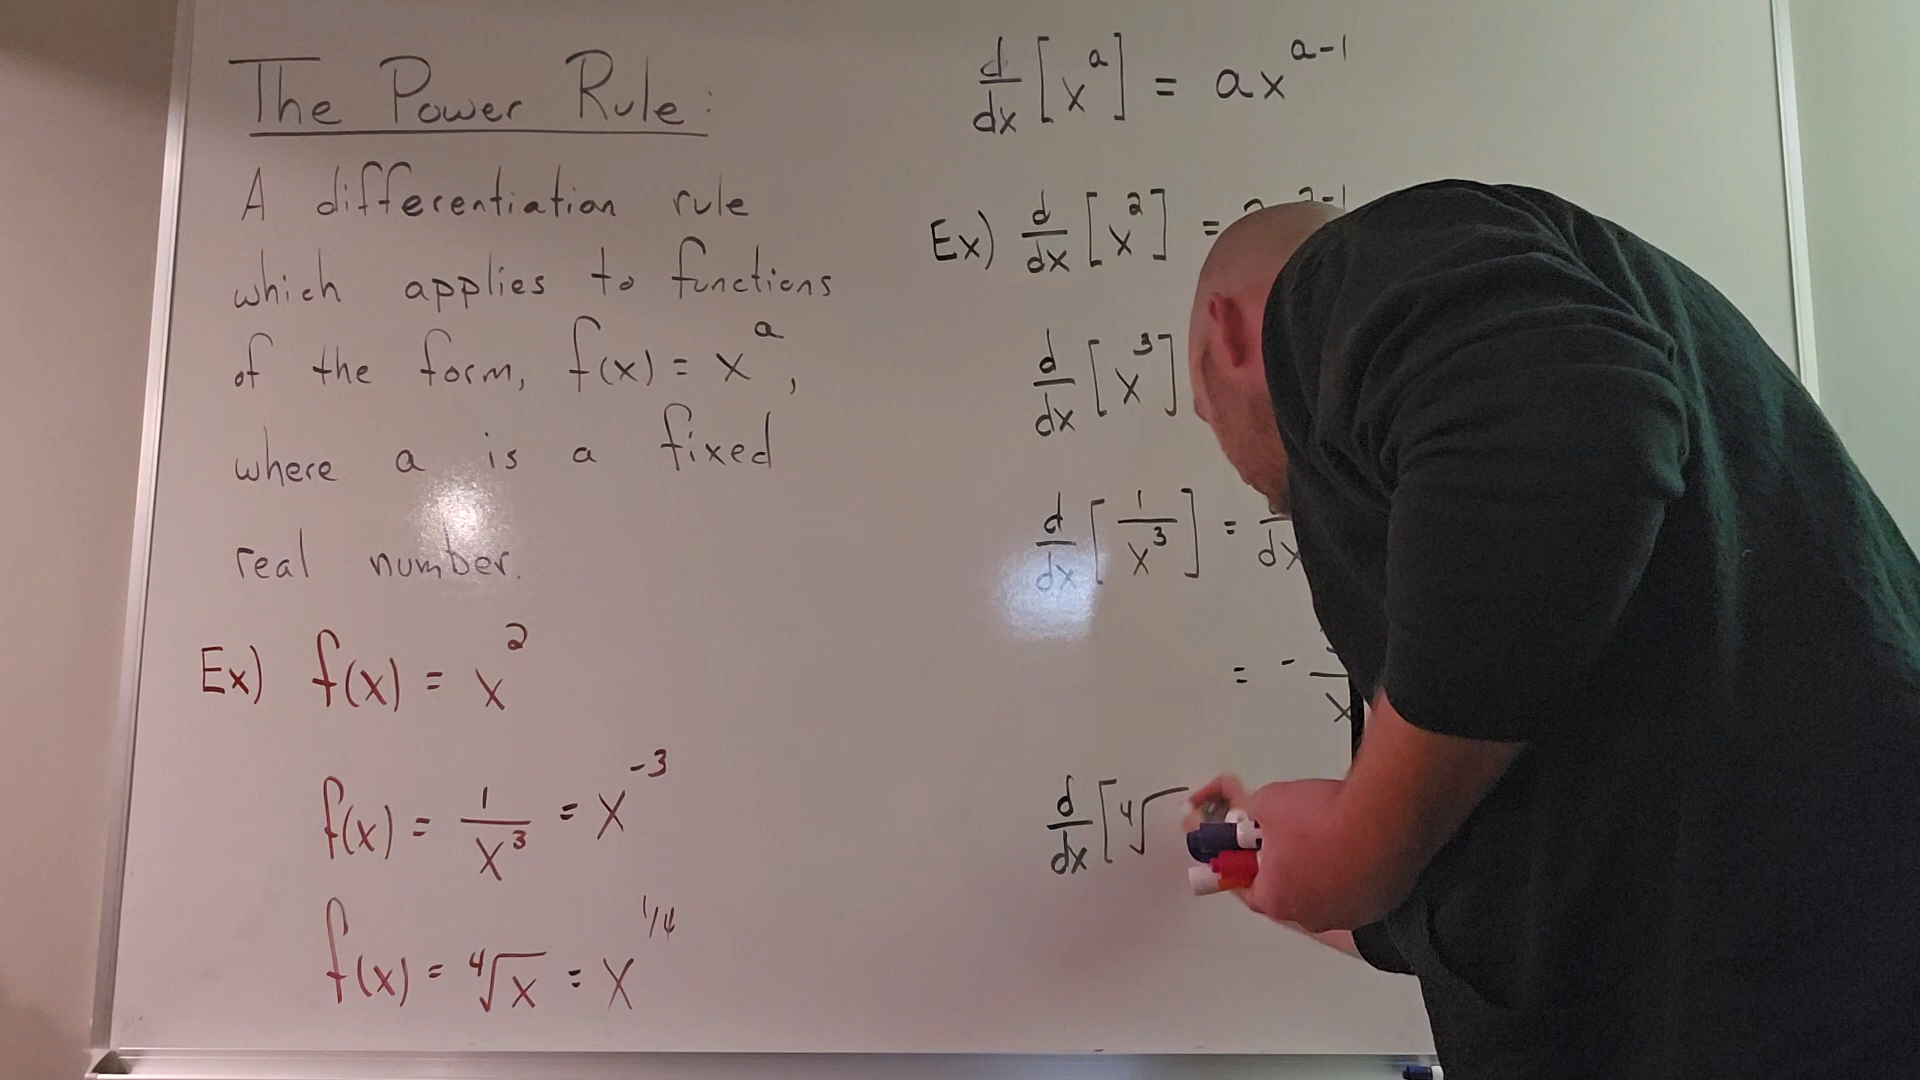 The Power Rule:
A differentiation rule
which applies to functions
of the form, f(x) = x^a,
where a is a fixed
real number.
Ex) f(x) = x^2
f(x) = 1/x^3 = x^-3
f(x) = ⁴√x = x^1/4
d/dx [x^a] = ax^a-1
Ex) d/dx [x^2] =
d/dx [x^3]
d/dx [1/x^3] =
= -
d/dx [⁴√